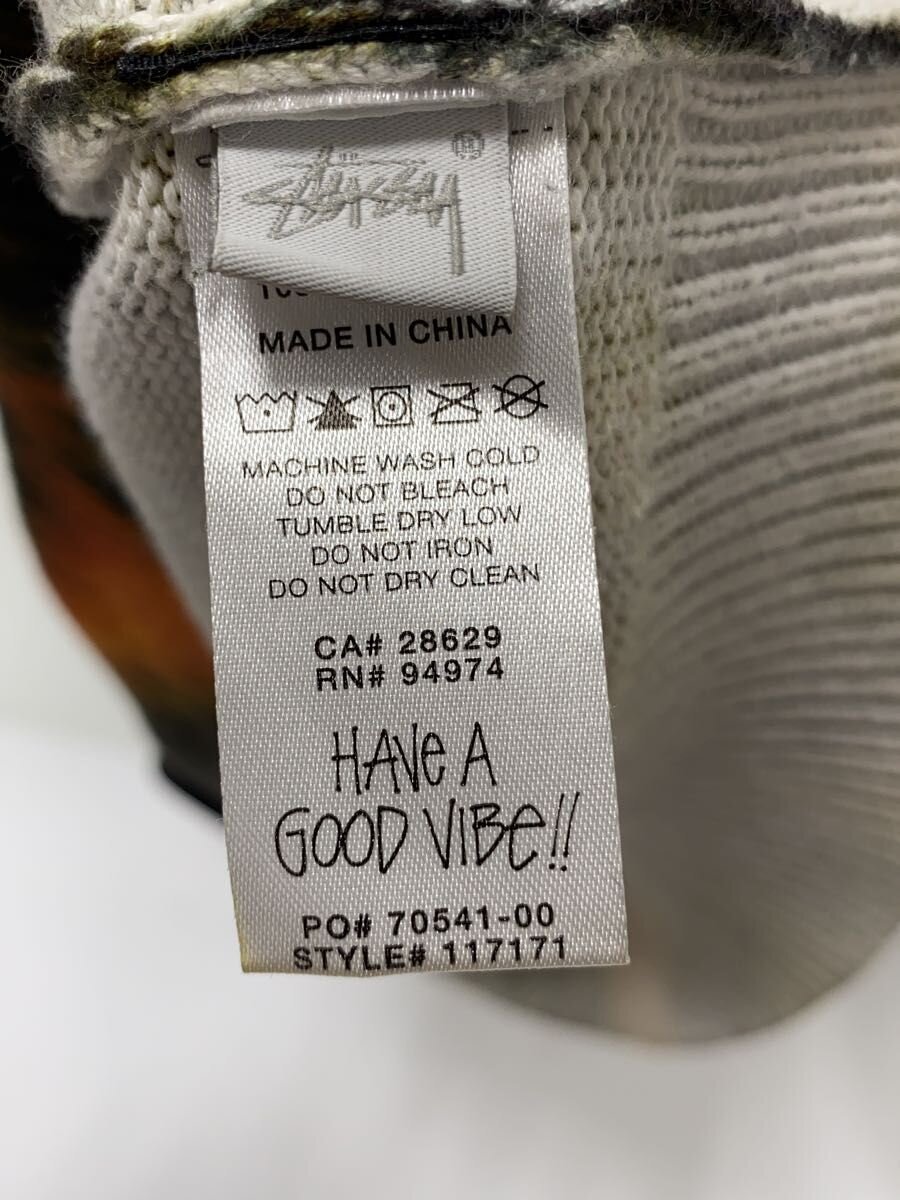 Stüssy ®
MADE IN CHINA
MACHINE WASH COLD
DO NOT BLEACH
TUMBLE DRY LOW
DO NOT IRON
DO NOT DRY CLEAN
CA# 28629
RN# 94974
HAVe A
GOOD VIBe!!
PO# 70541-00
STYLE# 117171